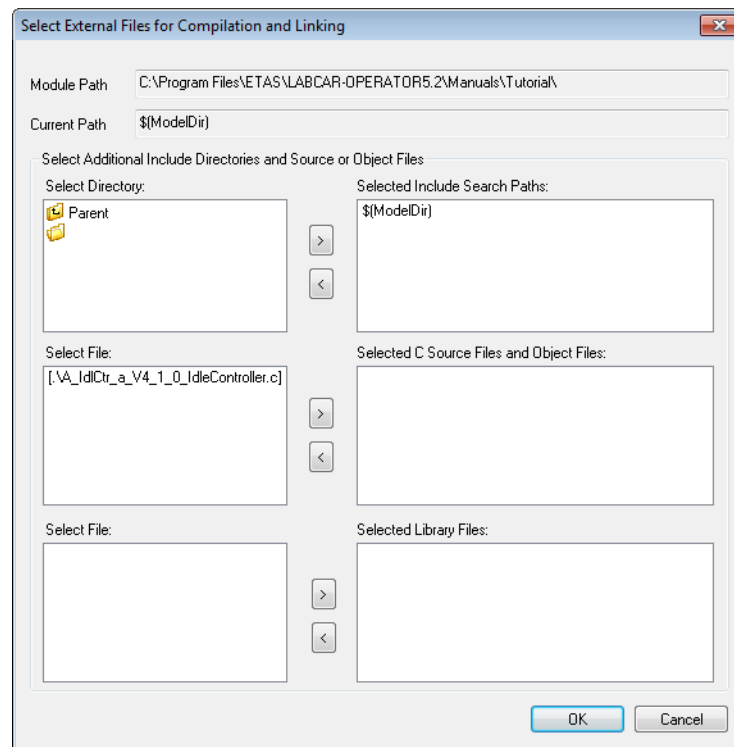 Select External Files for Compilation and Linking
Module Path C:\Program Files\ETAS\LABCAR-OPERATOR5.2\Manuals\Tutorial\
Current Path $(ModelDir)
Select Additional Include Directories and Source or Object Files
Select Directory: Selected Include Search Paths:
Parent $(ModelDir)
>
<
Select File: Selected C Source Files and Object Files:
[.\A_IdlCtr_a_V4_1_0_IdleController.c]
>
<
Select File: Selected Library Files:
>
<
OK Cancel